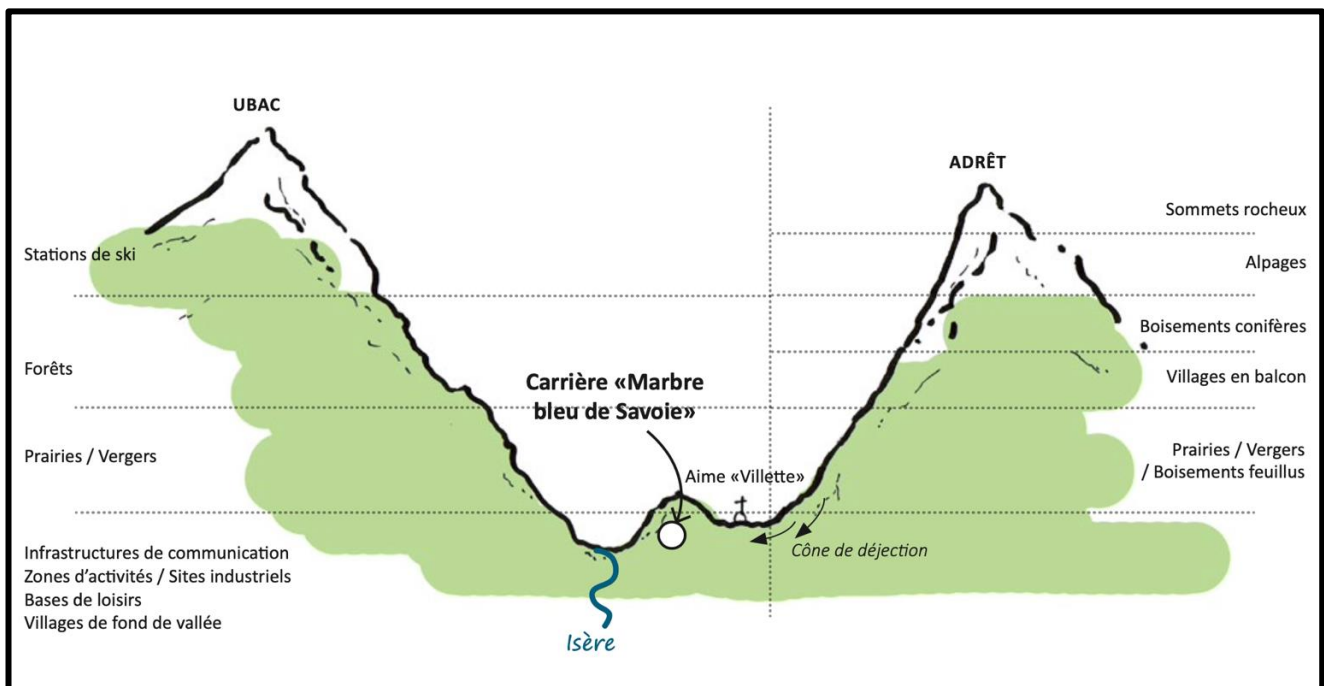 UBAC
ADRÊT
Sommets rocheux
Stations de ski
Alpages
Boisements conifères
Forêts
Villages en balcon
Carrière «Marbre
bleu de Savoie»
Prairies / Vergers
Aime «Villette»
Prairies / Vergers
/ Boisements feuillus
Infrastructures de communication
Zones d’activités / Sites industriels
Bases de loisirs
Villages de fond de vallée
Cône de déjection
Isère